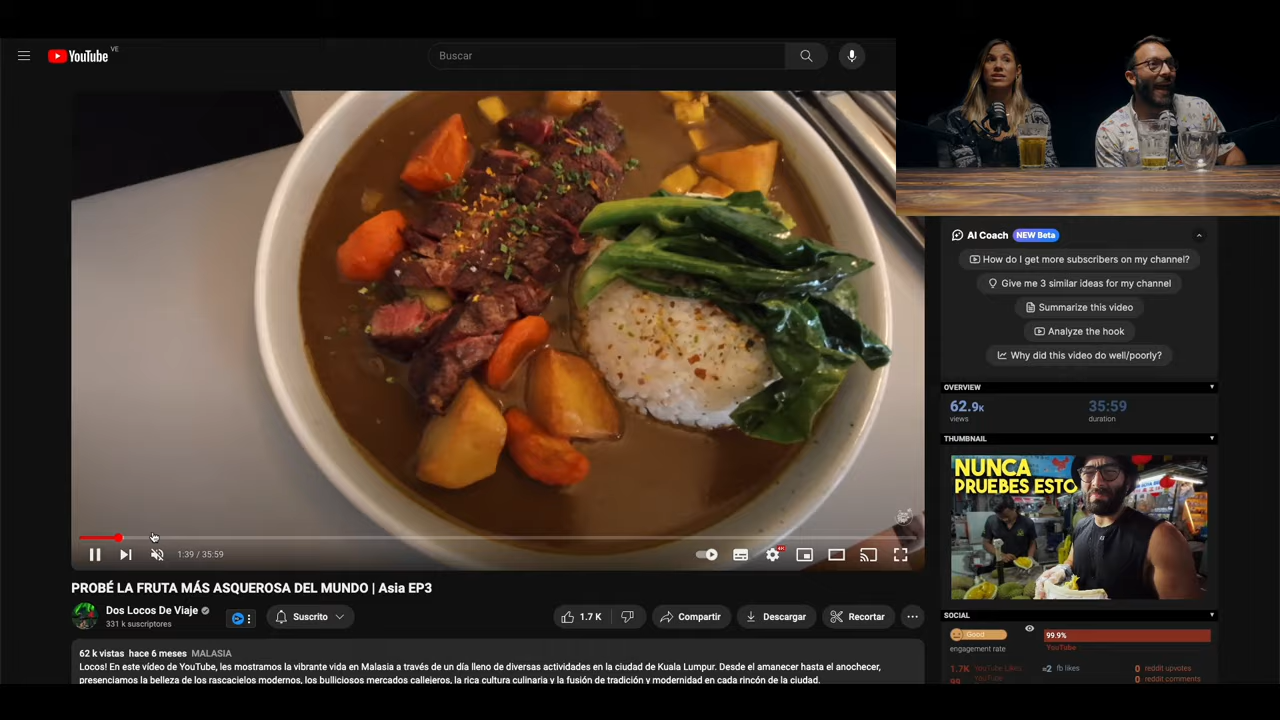 YouTube VE
Buscar
AI Coach NEW Beta
How do I get more subscribers on my channel?
Give me 3 similar ideas for my channel
Summarize this video
Analyze the hook
Why did this video do well/poorly?
OVERVIEW
62.9K 35:59
views duration
THUMBNAIL
NUNCA
PRUEBES ESTO
1:39 / 35:59
4K
PROBÉ LA FRUTA MÁS ASQUEROSA DEL MUNDO | Asia EP3
Dos Locos De Viaje
331 k suscriptores
Suscrito
1.7 K
Compartir
Descargar
Recortar
62 k vistas hace 6 meses MALASIA
Locos! En este vídeo de YouTube, les mostramos la vibrante vida en Malasia a través de un día lleno de diversas actividades en la ciudad de Kuala Lumpur. Desde el amanecer hasta el anochecer,
presenciamos la belleza de los rascacielos modernos, los bulliciosos mercados callejeros, la rica cultura culinaria y la fusión de tradición y modernidad en cada rincón de la ciudad.
SOCIAL
Good 99.9%
engagement rate YouTube
1.7K YouTube Likes ≈2 fb likes 0 reddit upvotes
99 YouTube 0 reddit comments